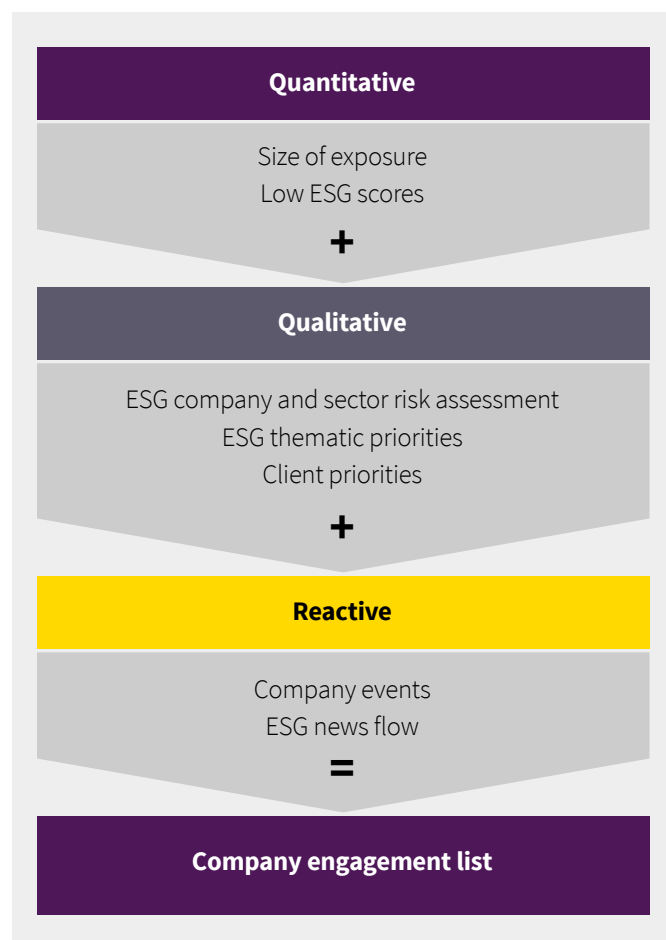 Quantitative
Size of exposure
Low ESG scores
+
Qualitative
ESG company and sector risk assessment
ESG thematic priorities
Client priorities
+
Reactive
Company events
ESG news flow
=
Company engagement list